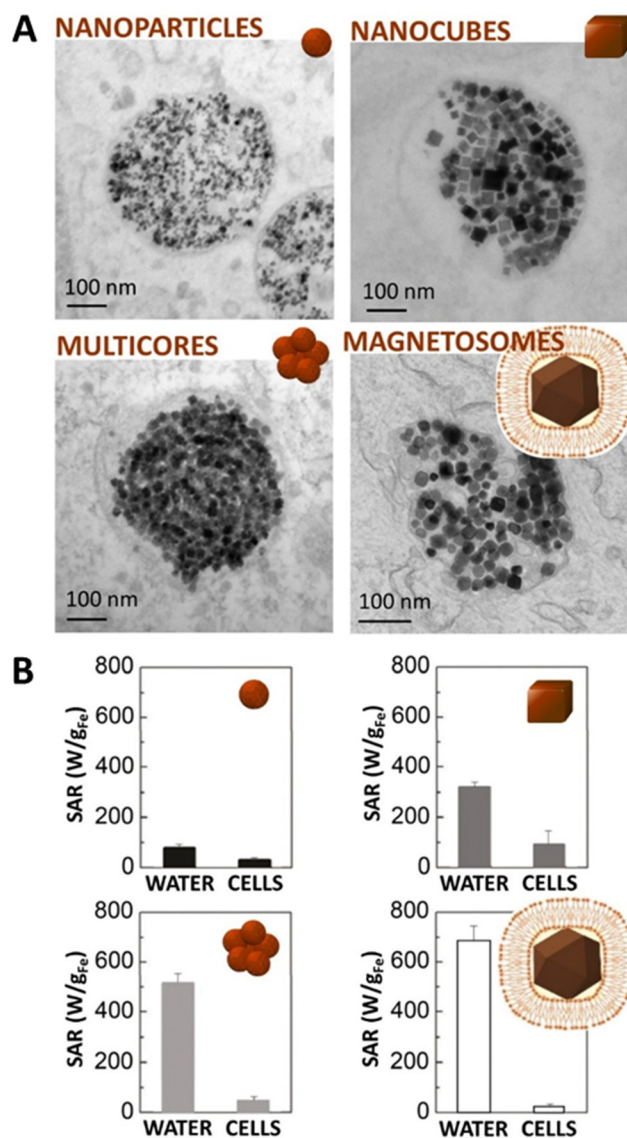 A
NANOPARTICLES
NANOCUBES
100 nm
100 nm
MULTICORES
MAGNETOSOMES
100 nm
100 nm
B
800
600
400
200
0
SAR (W/gFe)
WATER CELLS
800
600
400
200
0
SAR (W/gFe)
WATER CELLS
800
600
400
200
0
SAR (W/gFe)
WATER CELLS
800
600
400
200
0
SAR (W/gFe)
WATER CELLS